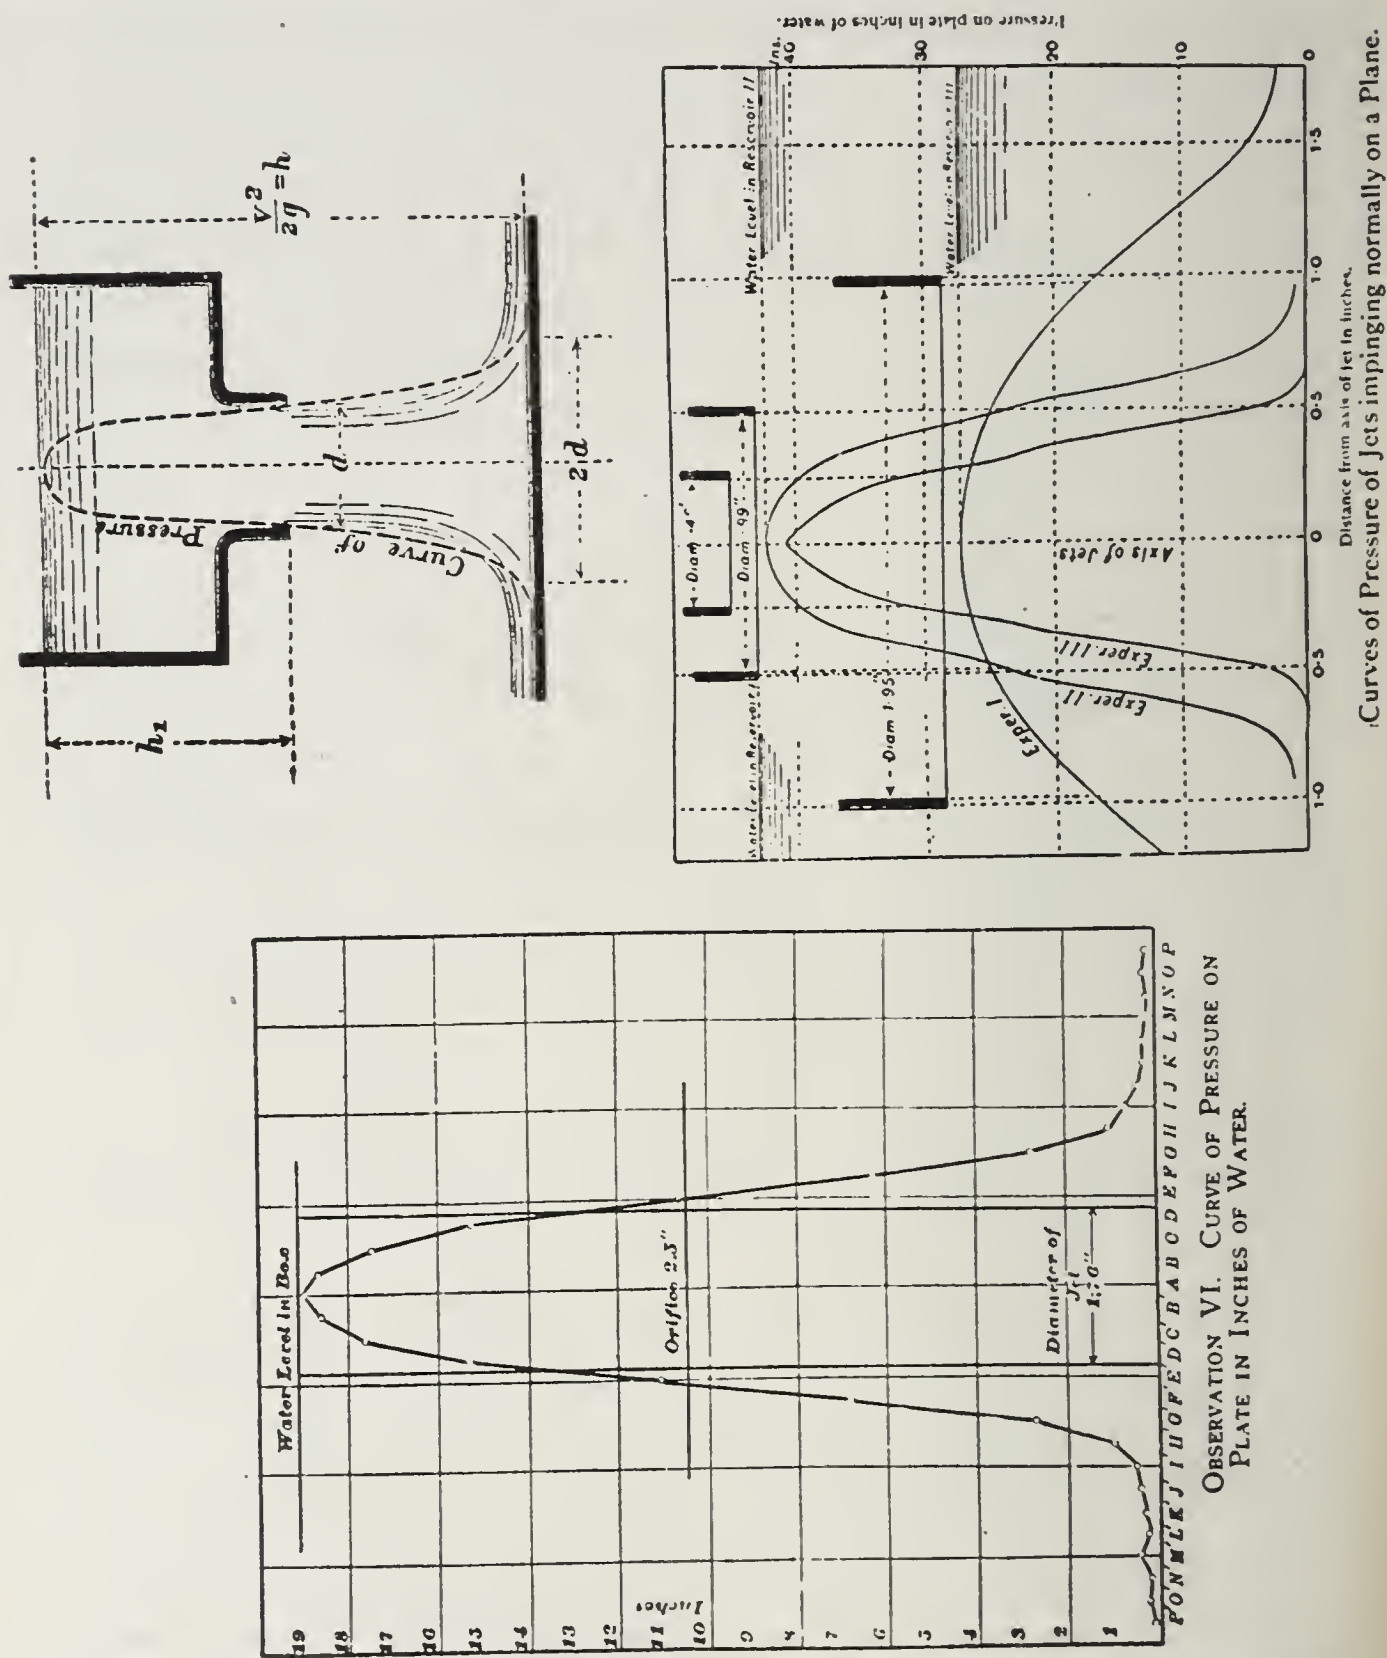 Pressure
Curve of
d
2 d
h₁
v²/2g = h
Pressure on plate in inches of water.
Ins.
40
30
20
10
0
Water Level in Reservoir II
Water Level in Reservoir III
Water Level in Reservoir I
Diam ·99"
Diam 1·95"
Exper. I
Exper. II
Exper. III
Axis of Jets
1·0
0·5
0
0·5
1·0
1·5
Distance from axis of jet in inches.
Curves of Pressure of Jets impinging normally on a Plane.
Water Level in Box
Orifice 2.5"
Diameter of
Jet
Inches
19
18
17
16
15
14
13
12
11
10
9
8
7
6
5
4
3
2
1
P'O'N'M'L'K'J' I'H'G'F'E'D'C'B'A B C D E F G H I J K L M N O P
OBSERVATION VI. CURVE OF PRESSURE ON
PLATE IN INCHES OF WATER.